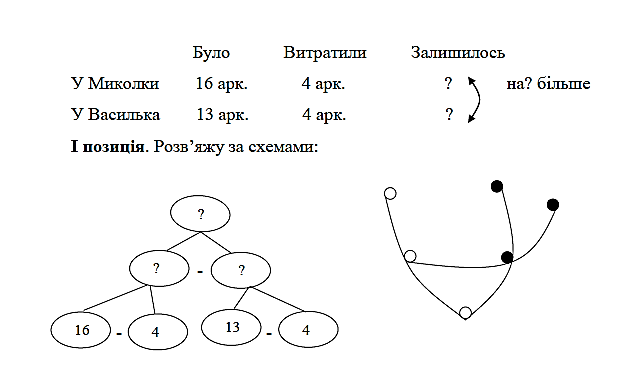 Було Витратили Залишилось
У Миколки 16 арк. 4 арк. ? на? більше
У Василька 13 арк. 4 арк. ?
І позиція. Розв’яжу за схемами:
?
? - ?
16 - 4 13 - 4